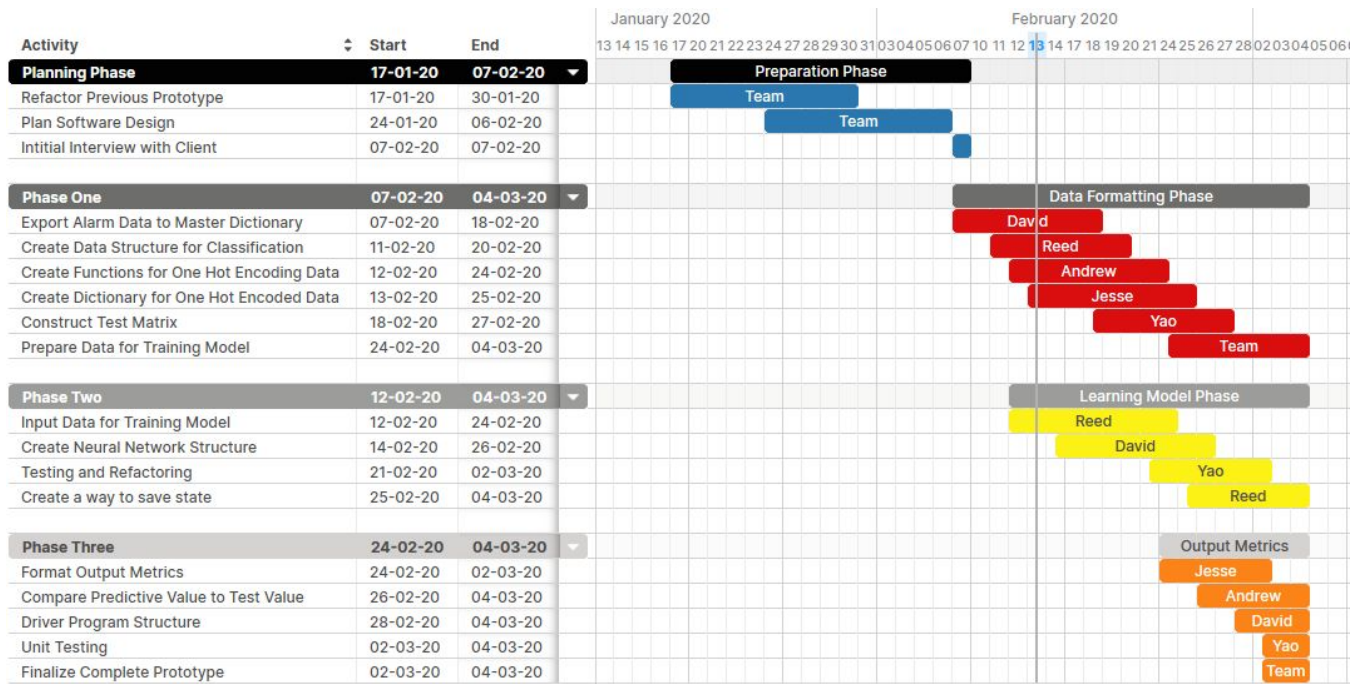 January 2020 February 2020
Activity Start End 13 14 15 16 17 20 21 22 23 24 27 28 29 30 31 03 04 05 06 07 10 11 12 13 14 17 18 19 20 21 24 25 26 27 28 02 03 04 05 06
Planning Phase 17-01-20 07-02-20 Preparation Phase
Refactor Previous Prototype 17-01-20 30-01-20 Team
Plan Software Design 24-01-20 06-02-20 Team
Intitial Interview with Client 07-02-20 07-02-20
Phase One 07-02-20 04-03-20 Data Formatting Phase
Export Alarm Data to Master Dictionary 07-02-20 18-02-20 David
Create Data Structure for Classification 11-02-20 20-02-20 Reed
Create Functions for One Hot Encoding Data 12-02-20 24-02-20 Andrew
Create Dictionary for One Hot Encoded Data 13-02-20 25-02-20 Jesse
Construct Test Matrix 18-02-20 27-02-20 Yao
Prepare Data for Training Model 24-02-20 04-03-20 Team
Phase Two 12-02-20 04-03-20 Learning Model Phase
Input Data for Training Model 12-02-20 24-02-20 Reed
Create Neural Network Structure 14-02-20 26-02-20 David
Testing and Refactoring 21-02-20 02-03-20 Yao
Create a way to save state 25-02-20 04-03-20 Reed
Phase Three 24-02-20 04-03-20 Output Metrics
Format Output Metrics 24-02-20 02-03-20 Jesse
Compare Predictive Value to Test Value 26-02-20 04-03-20 Andrew
Driver Program Structure 28-02-20 04-03-20 David
Unit Testing 02-03-20 04-03-20 Yao
Finalize Complete Prototype 02-03-20 04-03-20 Team